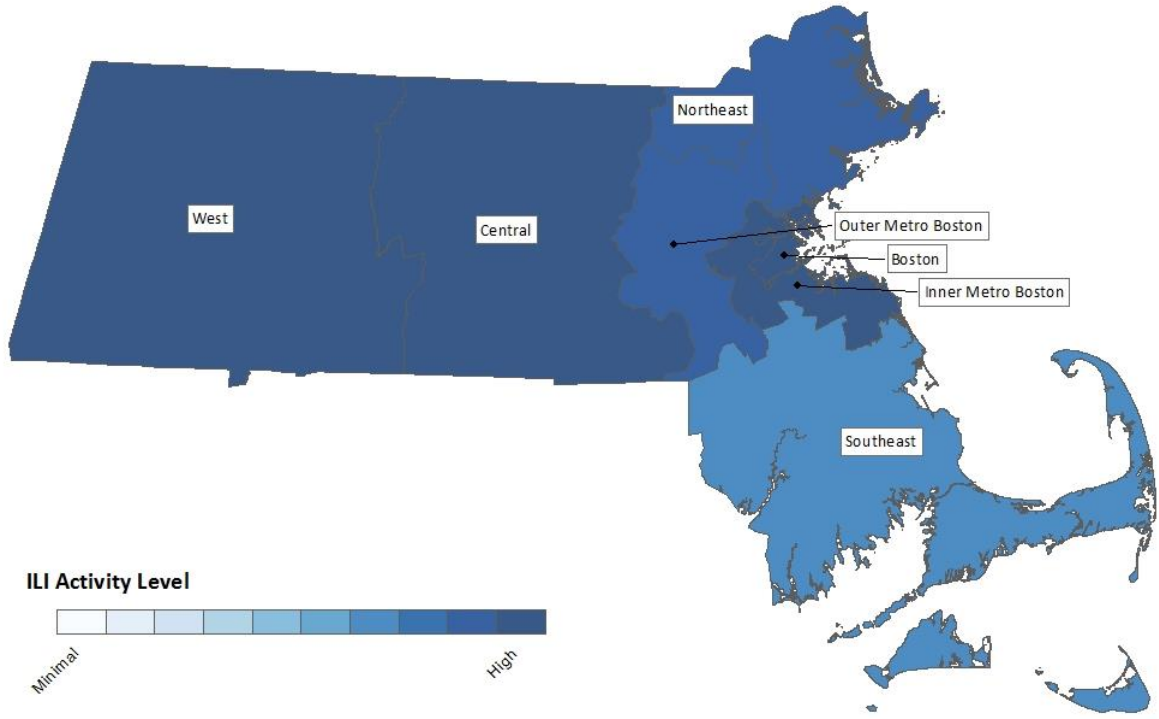 Northeast
West
Central
Outer Metro Boston
Boston
Inner Metro Boston
Southeast
ILI Activity Level
Minimal
High